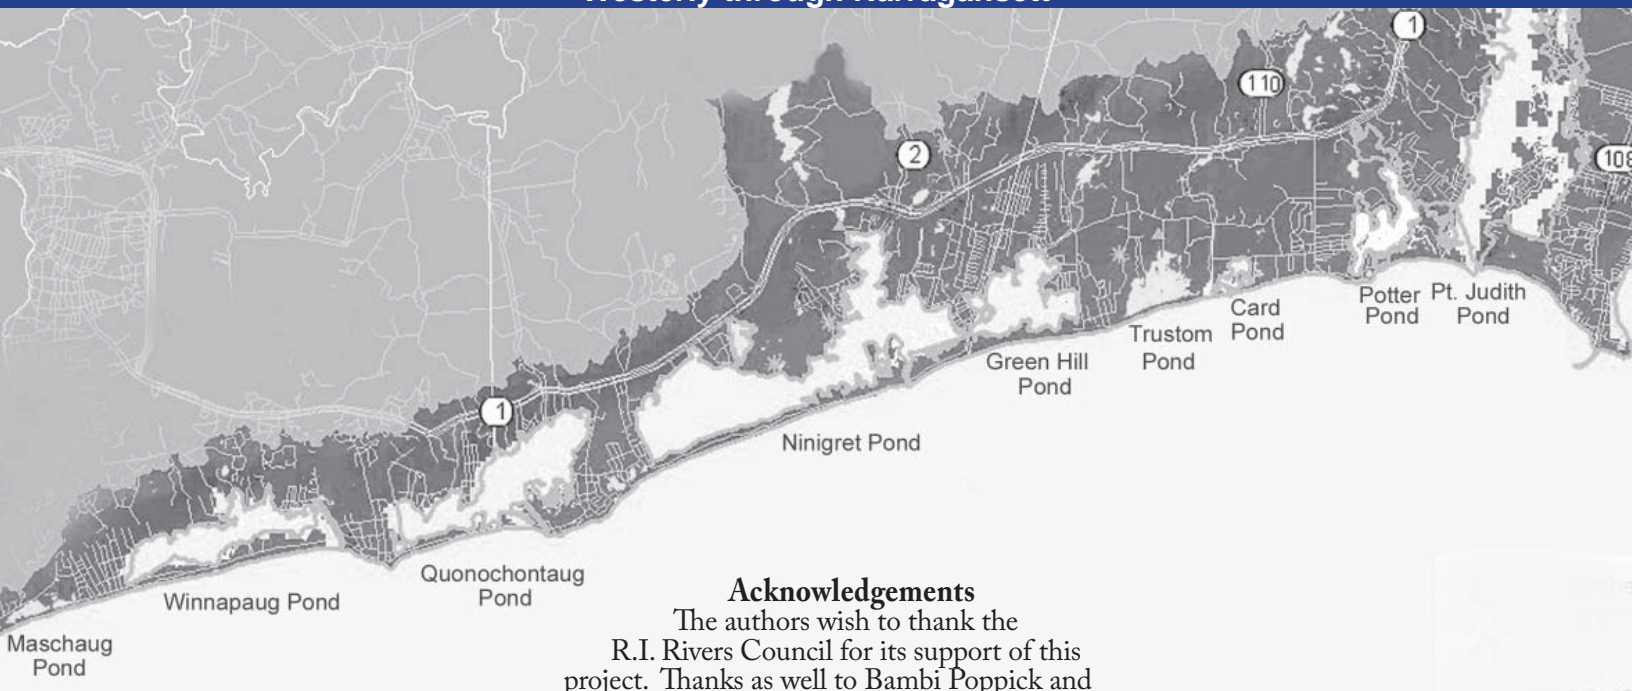 Westerly through Narragansett
1
110
2
108
Card
Pond
Potter
Pond
Pt. Judith
Pond
Trustom
Pond
Green Hill
Pond
1
Ninigret Pond
Quonochontaug
Pond
Winnapaug Pond
Maschaug
Pond
Acknowledgements
The authors wish to thank the
R.I. Rivers Council for its support of this
project. Thanks as well to Bambi Poppick and